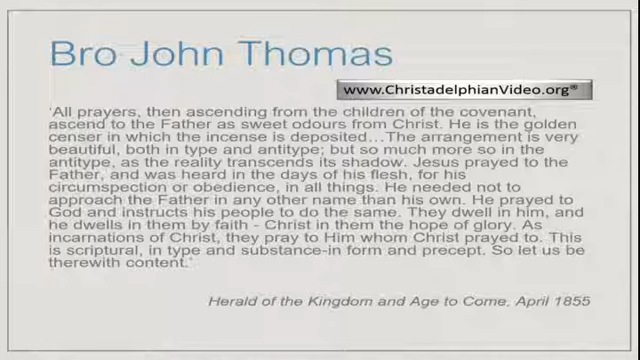 Bro John Thomas
www.ChristadelphianVideo.org®
'All prayers, then ascending from the children of the covenant,
ascend to the Father as sweet odours from Christ. He is the golden
censer in which the incense is deposited...The arrangement is very
beautiful, both in type and antitype; but so much more so in the
antitype, as the reality transcends its shadow. Jesus prayed to the
Father, and was heard in the days of his flesh, for his
circumspection or obedience, in all things. He needed not to
approach the Father in any other name than his own. He prayed to
God and instructs his people to do the same. They dwell in him, and
he dwells in them by faith - Christ in them the hope of glory. As
incarnations of Christ, they pray to Him whom Christ prayed to. This
is scriptural, in type and substance-in form and precept. So let us be
therewith content.'
Herald of the Kingdom and Age to Come, April 1855